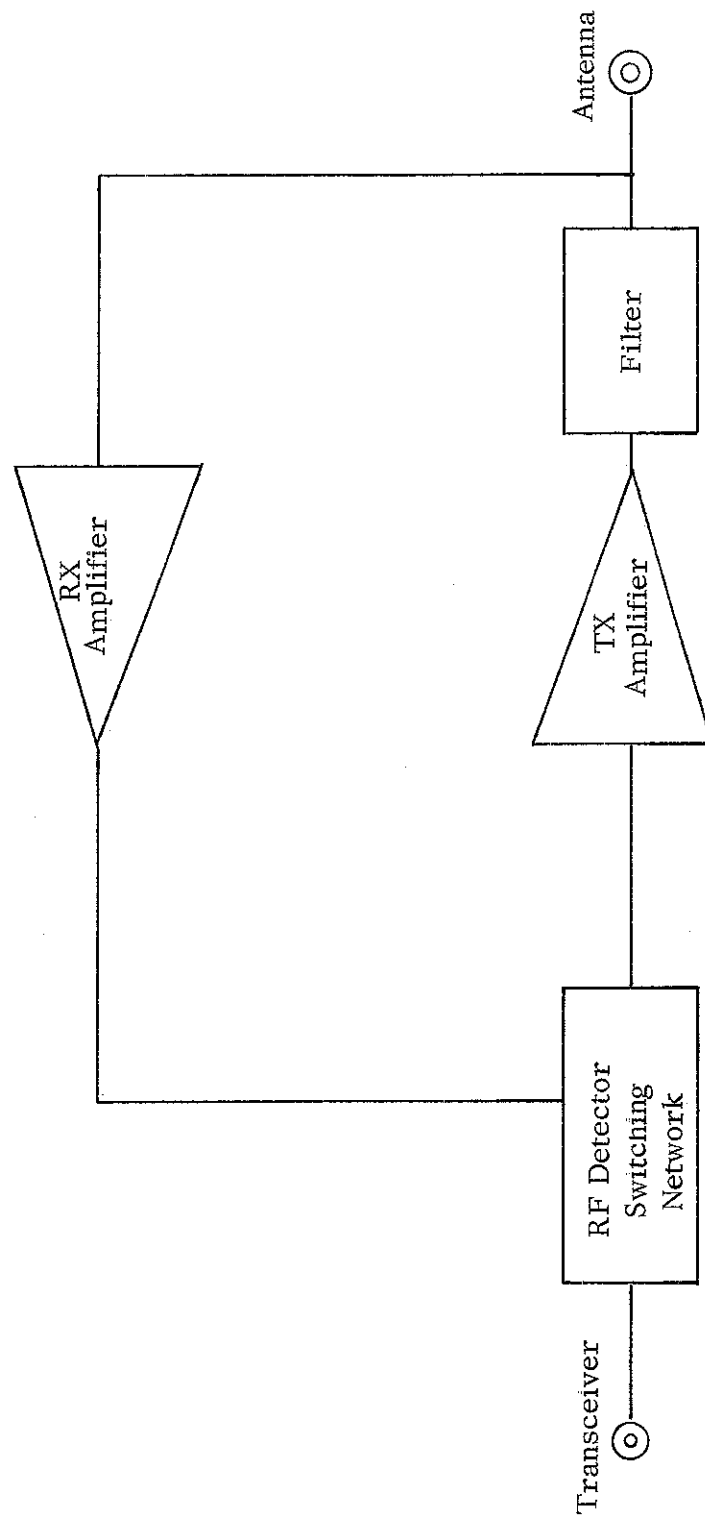 RX
Amplifier
Antenna
Filter
TX
Amplifier
RF Detector
Switching
Network
Transceiver